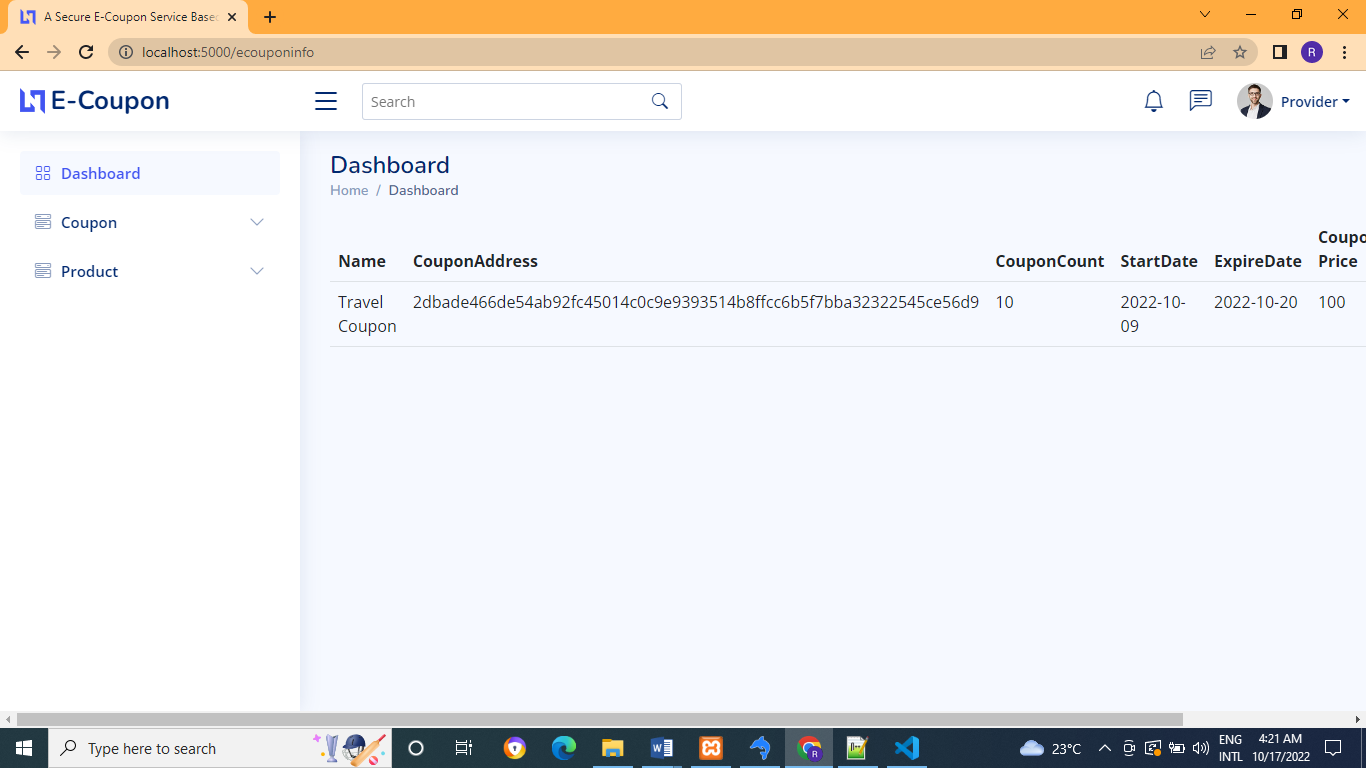 A Secure E-Coupon Service Base
localhost:5000/ecouponinfo
R
E-Coupon
Search
Provider
Dashboard
Coupon
Product
Dashboard
Home / Dashboard
Name CouponAddress CouponCount StartDate ExpireDate Coupo
Price
Travel Coupon 2dbade466de54ab92fc45014c0c9e9393514b8ffcc6b5f7bba32322545ce56d9 10 2022-10-09 2022-10-20 100
Type here to search
23°C
ENG
INTL
4:21 AM
10/17/2022